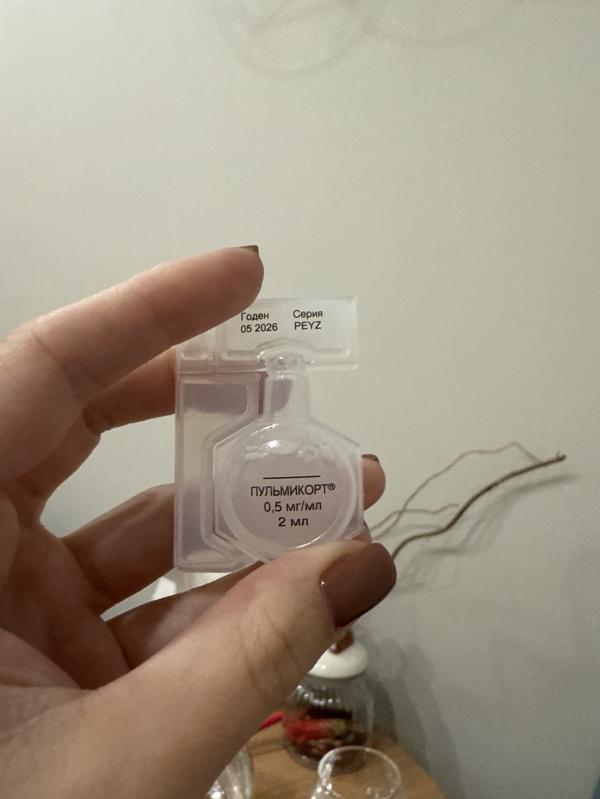 Годен Серия
05 2026 PEYZ
ПУЛЬМИКОРТ®
0,5 мг/мл
2 мл